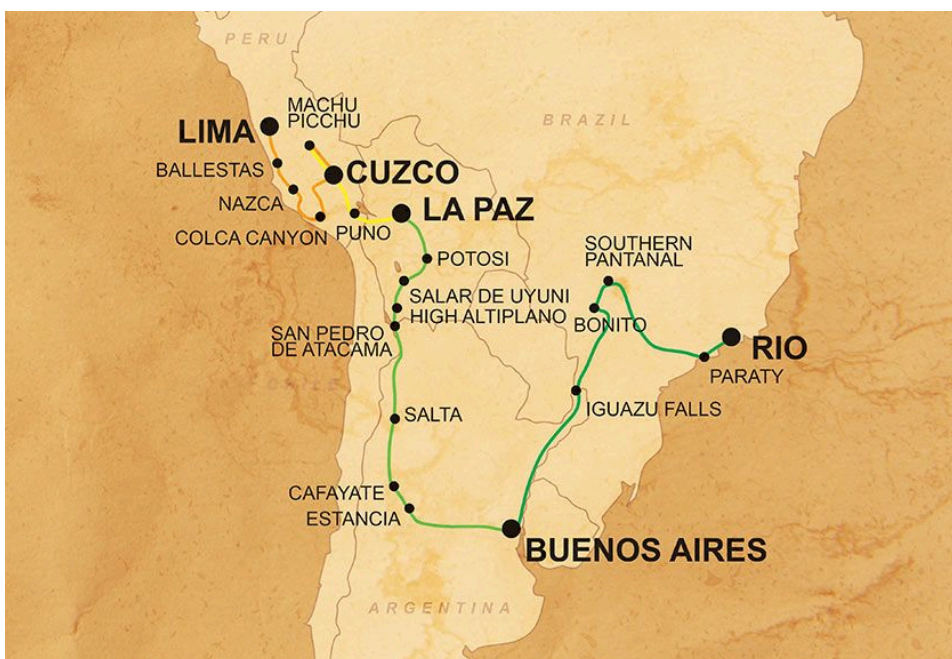 PERU
MACHU
PICCHU
BRAZIL
LIMA
BALLESTAS
CUZCO
NAZCA
LA PAZ
COLCA CANYON
PUNO
SOUTHERN
PANTANAL
POTOSI
SALAR DE UYUNI
HIGH ALTIPLANO
BONITO
SAN PEDRO
DE ATACAMA
RIO
PARATY
CHILE
SALTA
IGUAZU FALLS
CAFAYATE
ESTANCIA
BUENOS AIRES
ARGENTINA